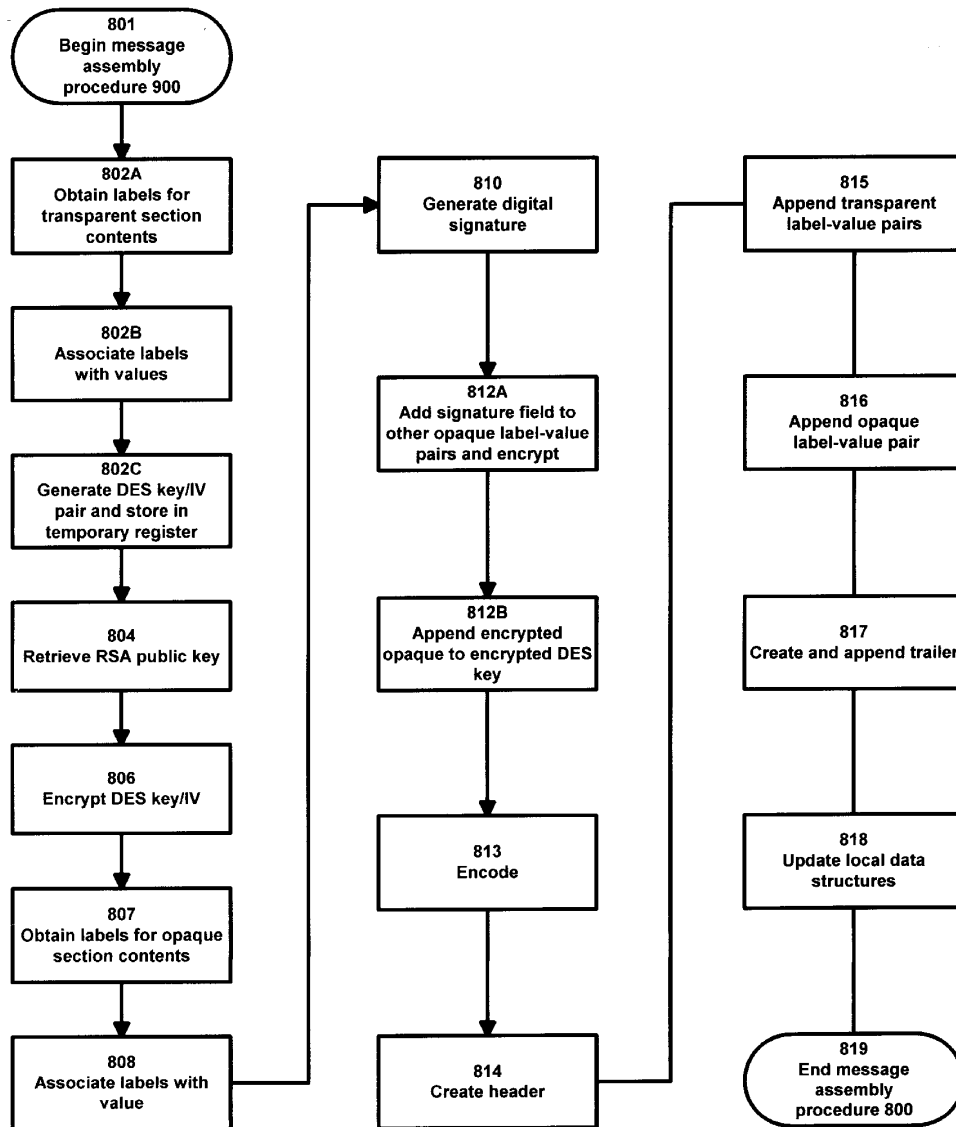 801
Begin message
assembly
procedure 900
802A
Obtain labels for
transparent section
contents
802B
Associate labels
with values
802C
Generate DES key/IV
pair and store in
temporary register
804
Retrieve RSA public key
806
Encrypt DES key/IV
807
Obtain labels for opaque
section contents
808
Associate labels with
value
810
Generate digital
signature
812A
Add signature field to
other opaque label-value
pairs and encrypt
812B
Append encrypted
opaque to encrypted DES
key
813
Encode
814
Create header
815
Append transparent
label-value pairs
816
Append opaque
label-value pair
817
Create and append trailer
818
Update local data
structures
819
End message
assembly
procedure 800